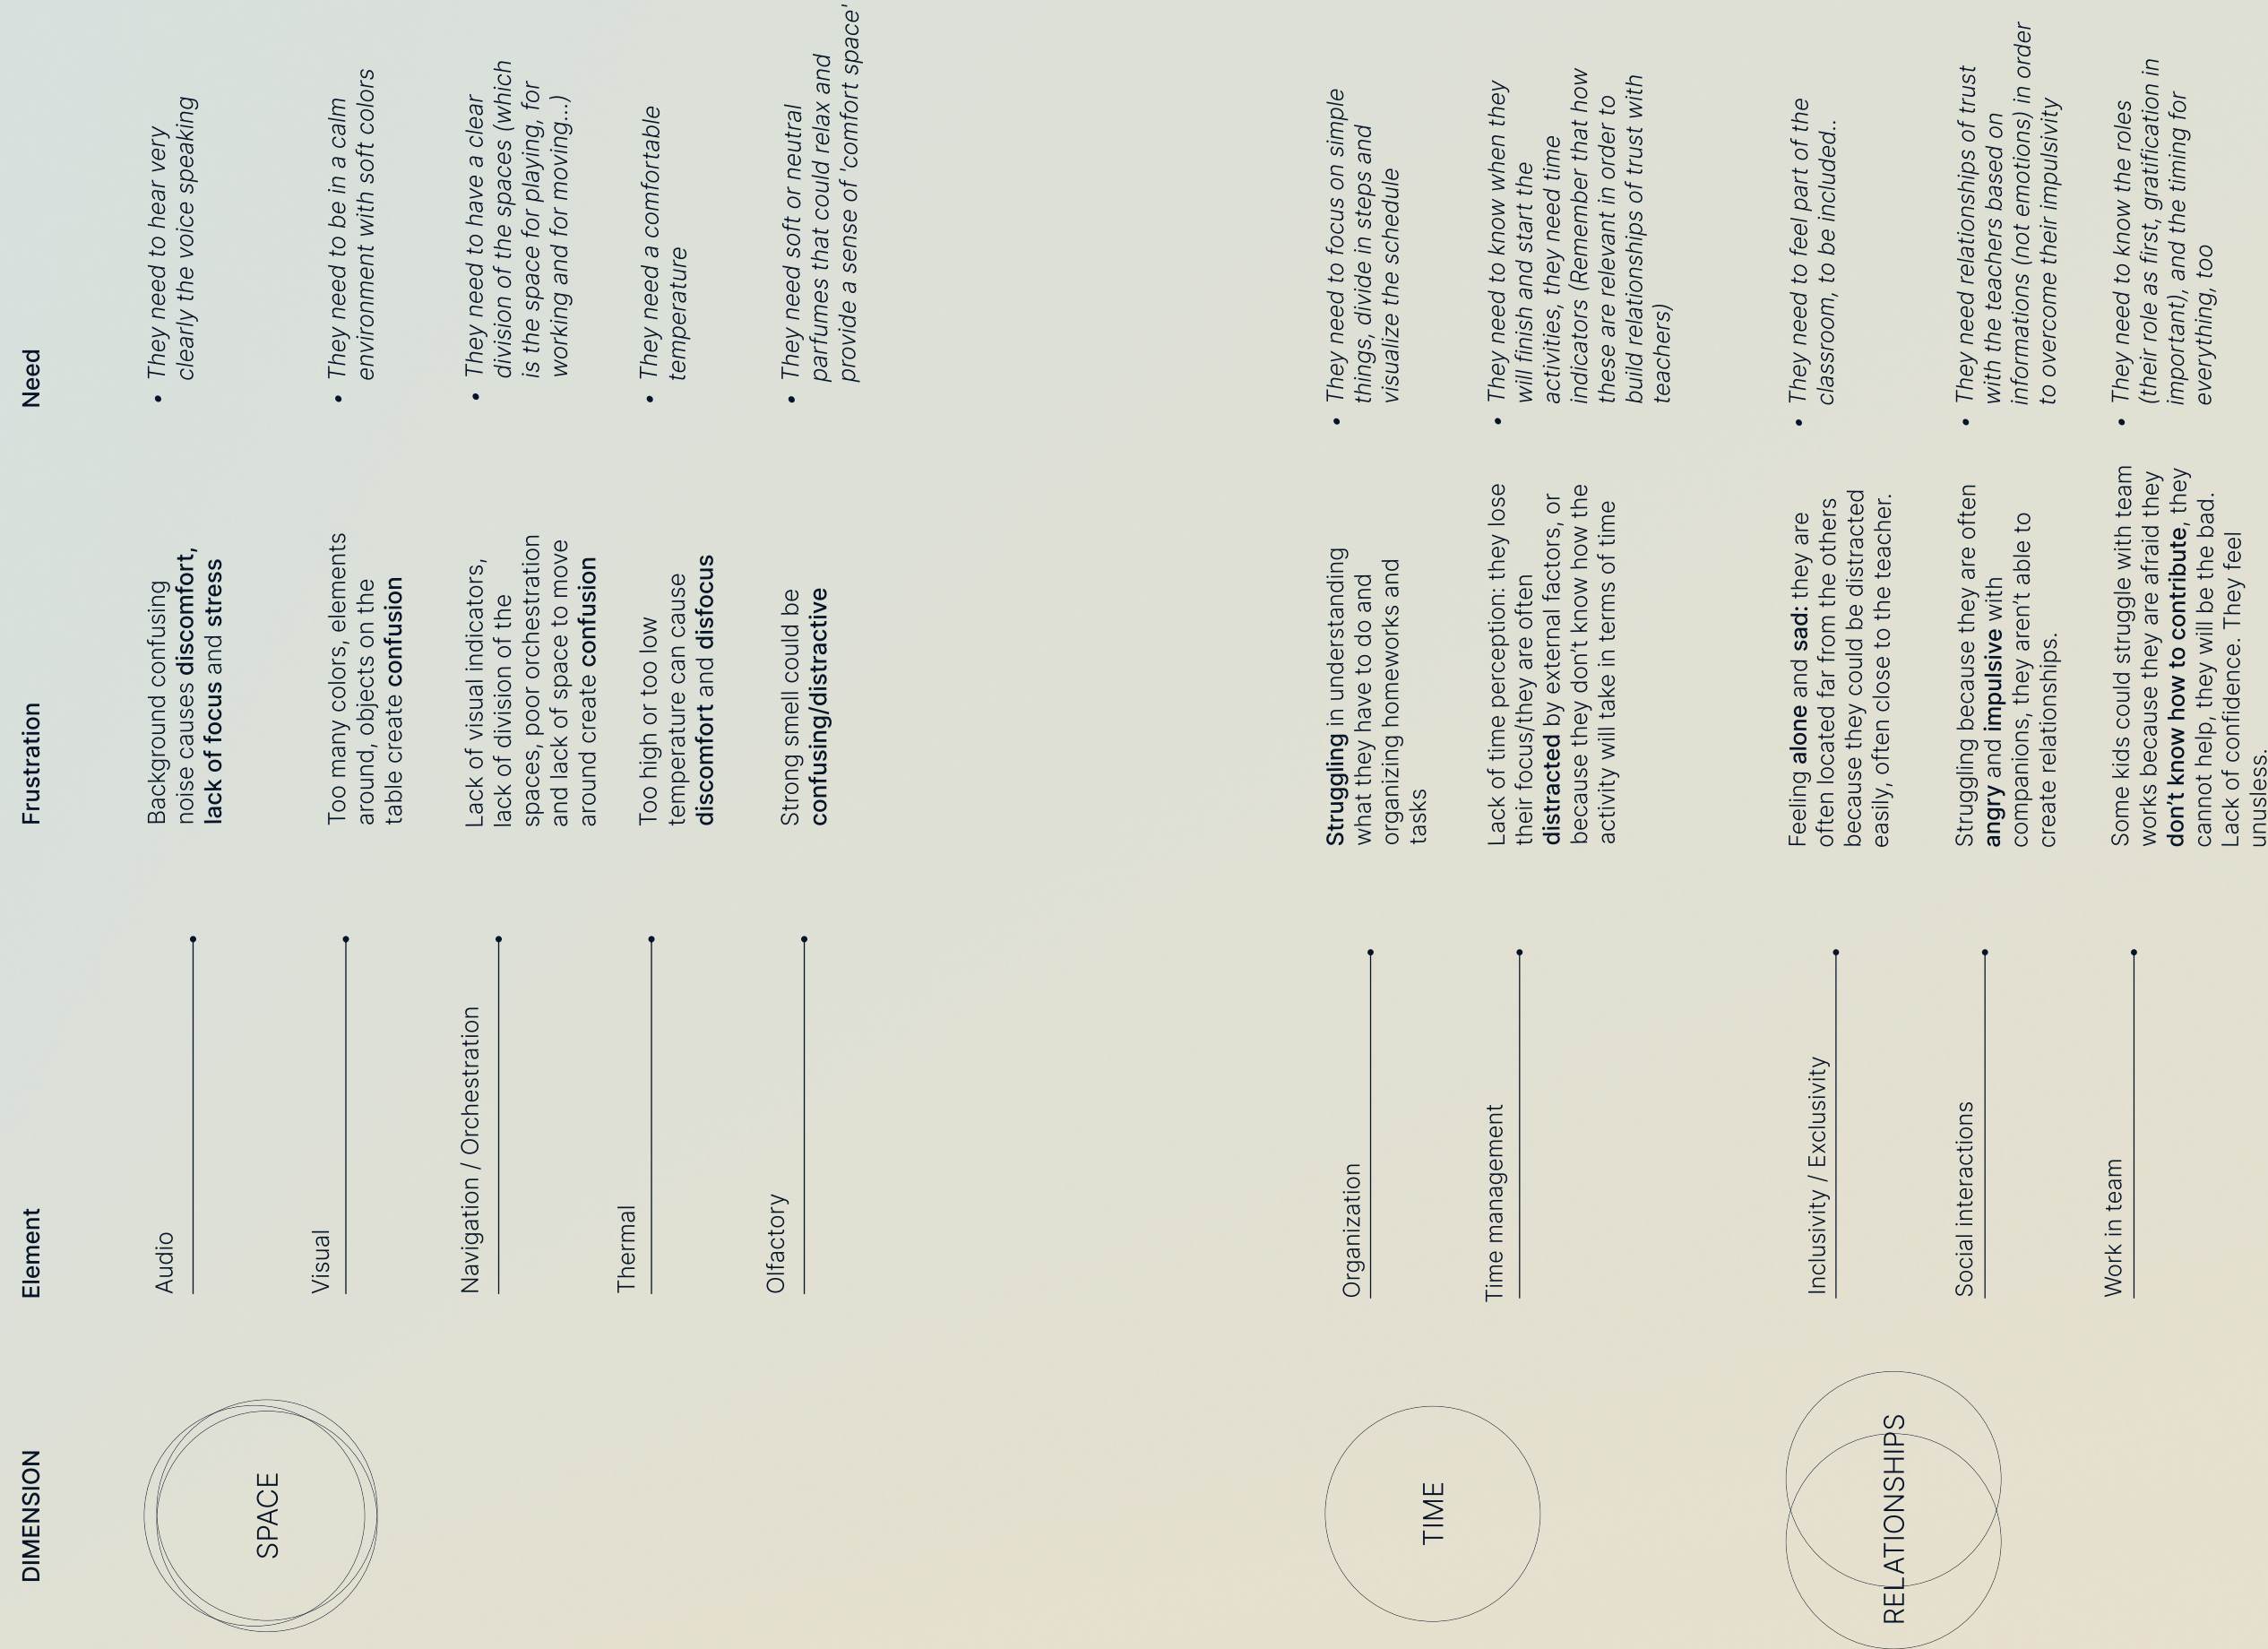 DIMENSION
Element
Frustration
Need
SPACE
Audio
Background confusing
noise causes discomfort,
lack of focus and stress
• They need to hear very
clearly the voice speaking
Visual
Too many colors, elements
around, objects on the
table create confusion
• They need to be in a calm
environment with soft colors
Navigation / Orchestration
Lack of visual indicators,
lack of division of the
spaces, poor orchestration
and lack of space to move
around create confusion
• They need to have a clear
division of the spaces (which
is the space for playing, for
working and for moving...)
Thermal
Too high or too low
temperature can cause
discomfort and disfocus
• They need a comfortable
temperature
Olfactory
Strong smell could be
confusing/distractive
• They need soft or neutral
parfumes that could relax and
provide a sense of 'comfort space'
TIME
Organization
Struggling in understanding
what they have to do and
organizing homeworks and
tasks
• They need to focus on simple
things, divide in steps and
visualize the schedule
Time management
Lack of time perception: they lose
their focus/they are often
distracted by external factors, or
because they don't know how the
activity will take in terms of time
• They need to know when they
will finish and start the
activities, they need time
indicators (Remember that how
these are relevant in order to
build relationships of trust with
teachers)
RELATIONSHIPS
Inclusivity / Exclusivity
Feeling alone and sad: they are
often located far from the others
because they could be distracted
easily, often close to the teacher.
• They need to feel part of the
classroom, to be included..
Social interactions
Struggling because they are often
angry and impulsive with
companions, they aren't able to
create relationships.
• They need relationships of trust
with the teachers based on
informations (not emotions) in order
to overcome their impulsivity
Work in team
Some kids could struggle with team
works because they are afraid they
don't know how to contribute, they
cannot help, they will be the bad.
Lack of confidence. They feel
unusless.
• They need to know the roles
(their role as first, gratification in
important), and the timing for
everything, too